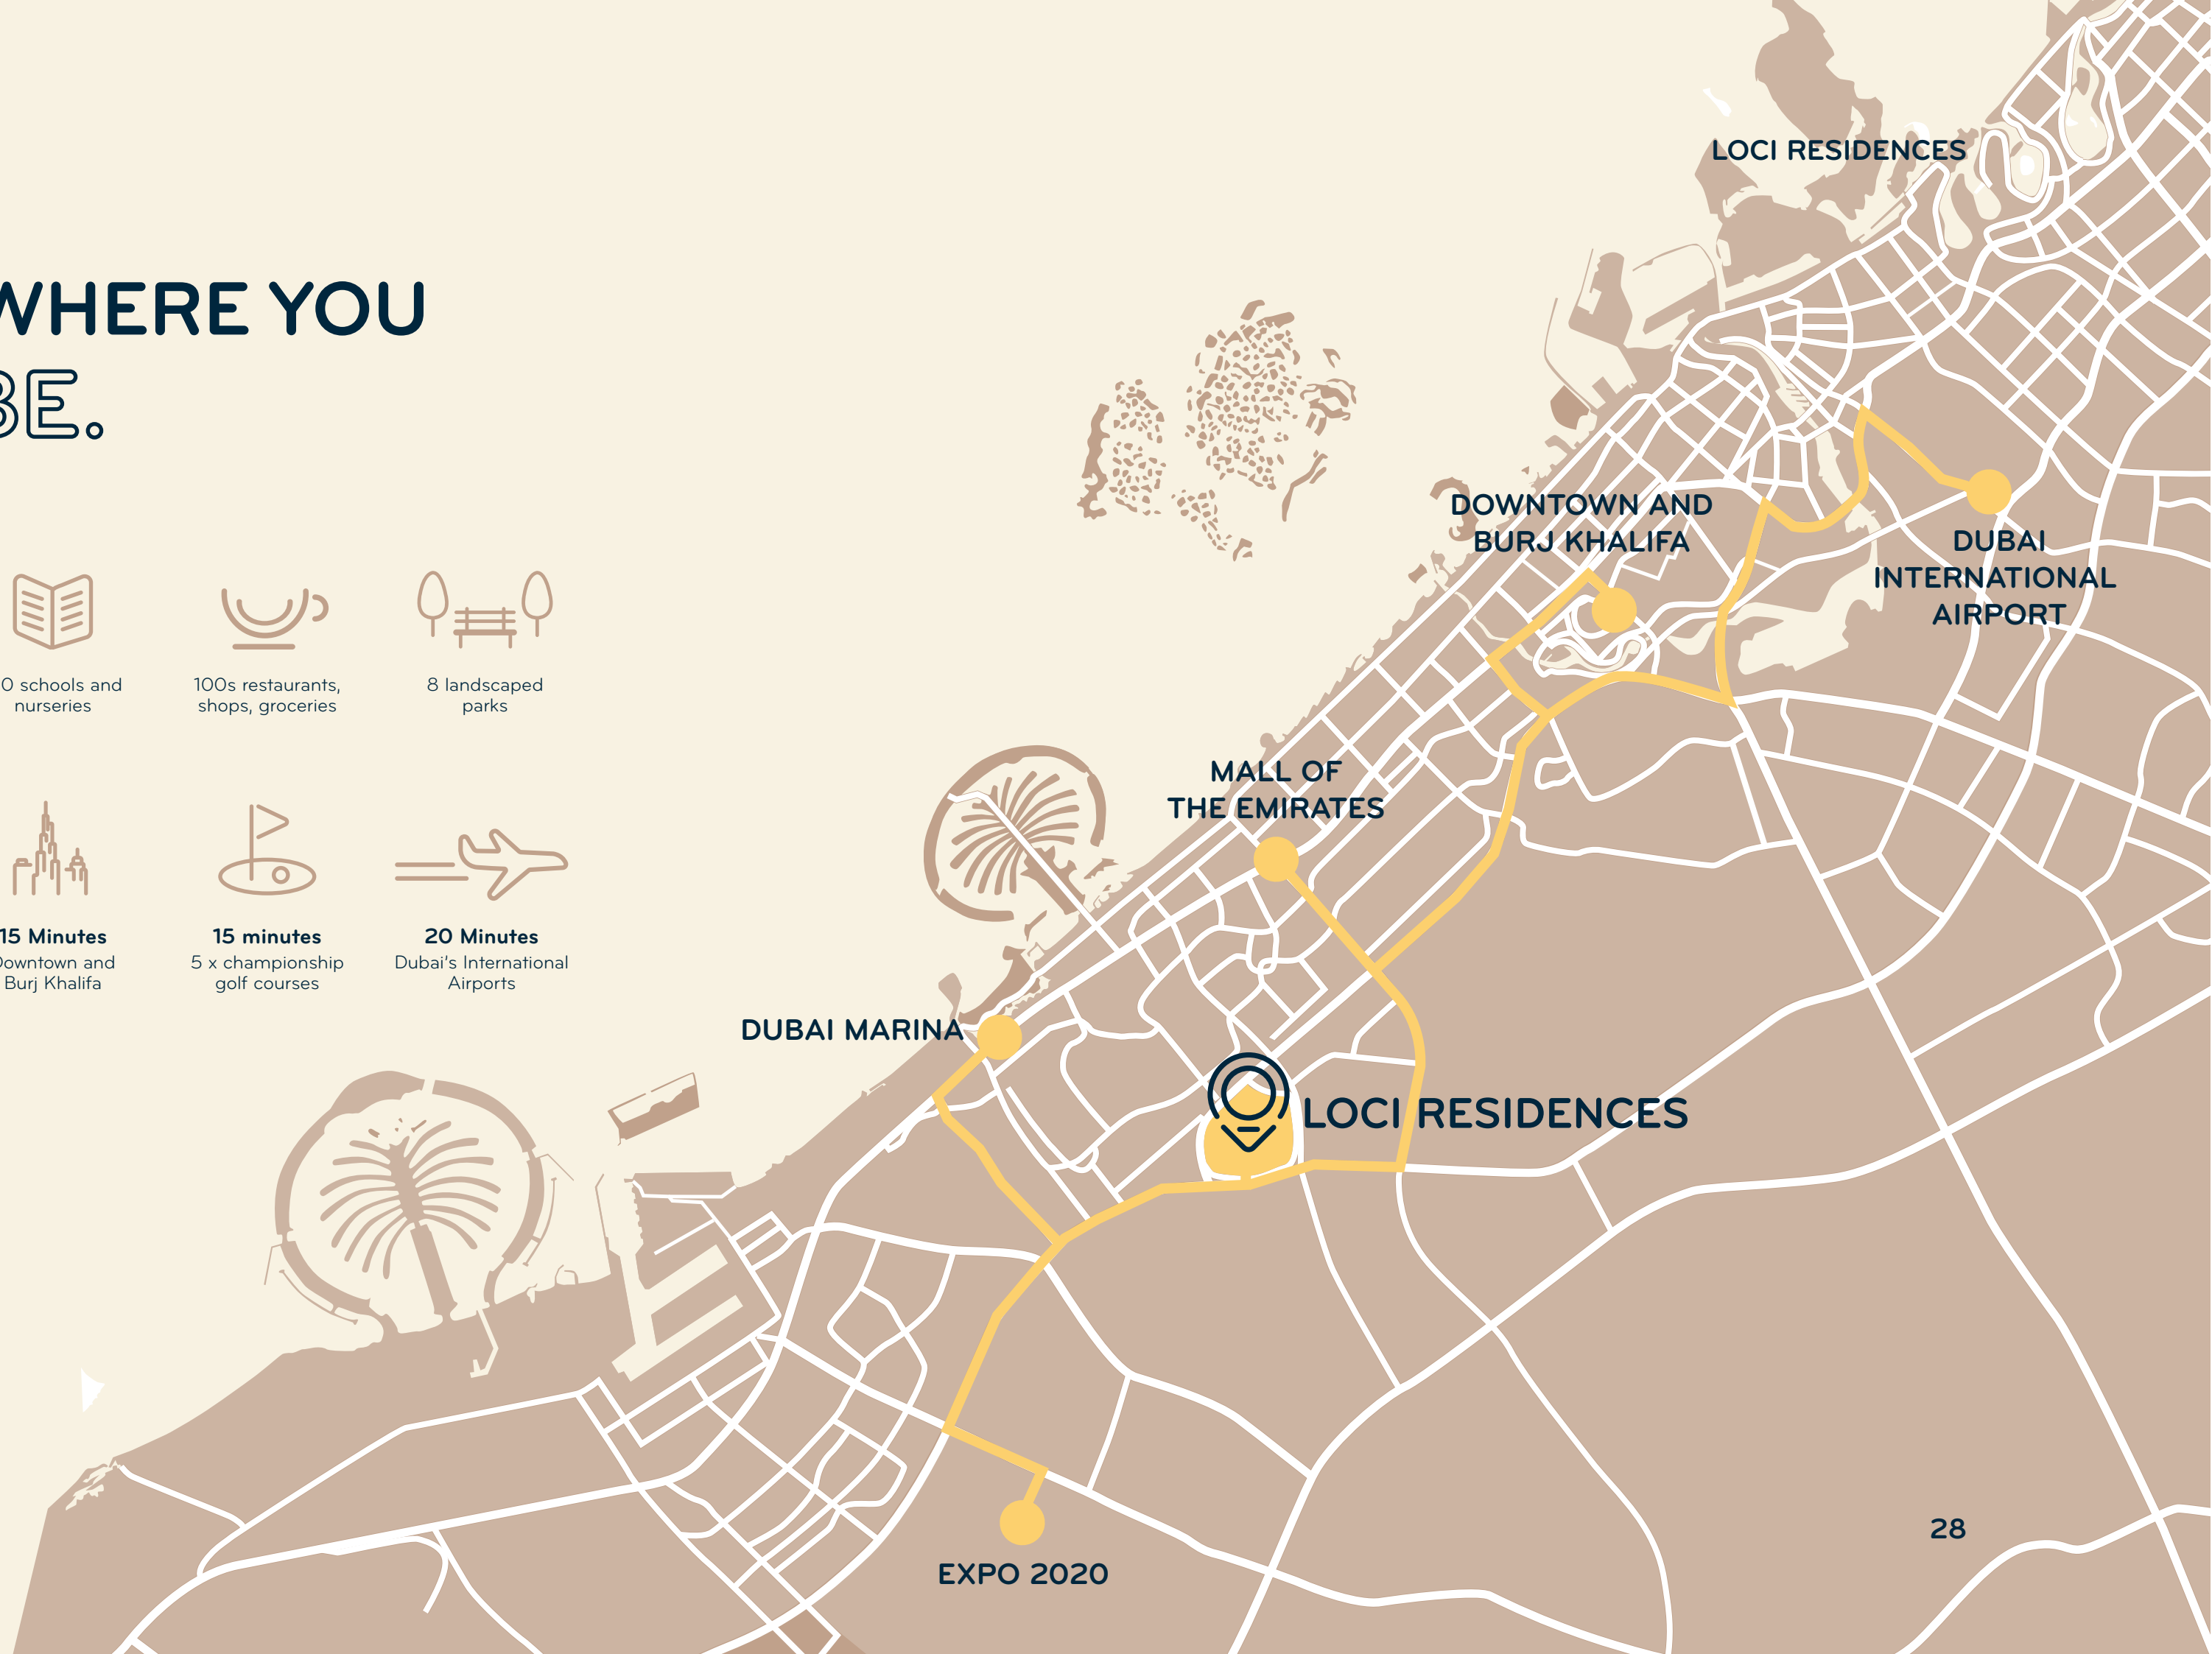 WHERE YOU
BE.
0 schools and
nurseries
100s restaurants,
shops, groceries
8 landscaped
parks
15 Minutes
Downtown and
Burj Khalifa
15 minutes
5 x championship
golf courses
20 Minutes
Dubai's International
Airports
LOCI RESIDENCES
DOWNTOWN AND
BURJ KHALIFA
DUBAI
INTERNATIONAL
AIRPORT
MALL OF
THE EMIRATES
DUBAI MARINA
LOCI RESIDENCES
EXPO 2020
28